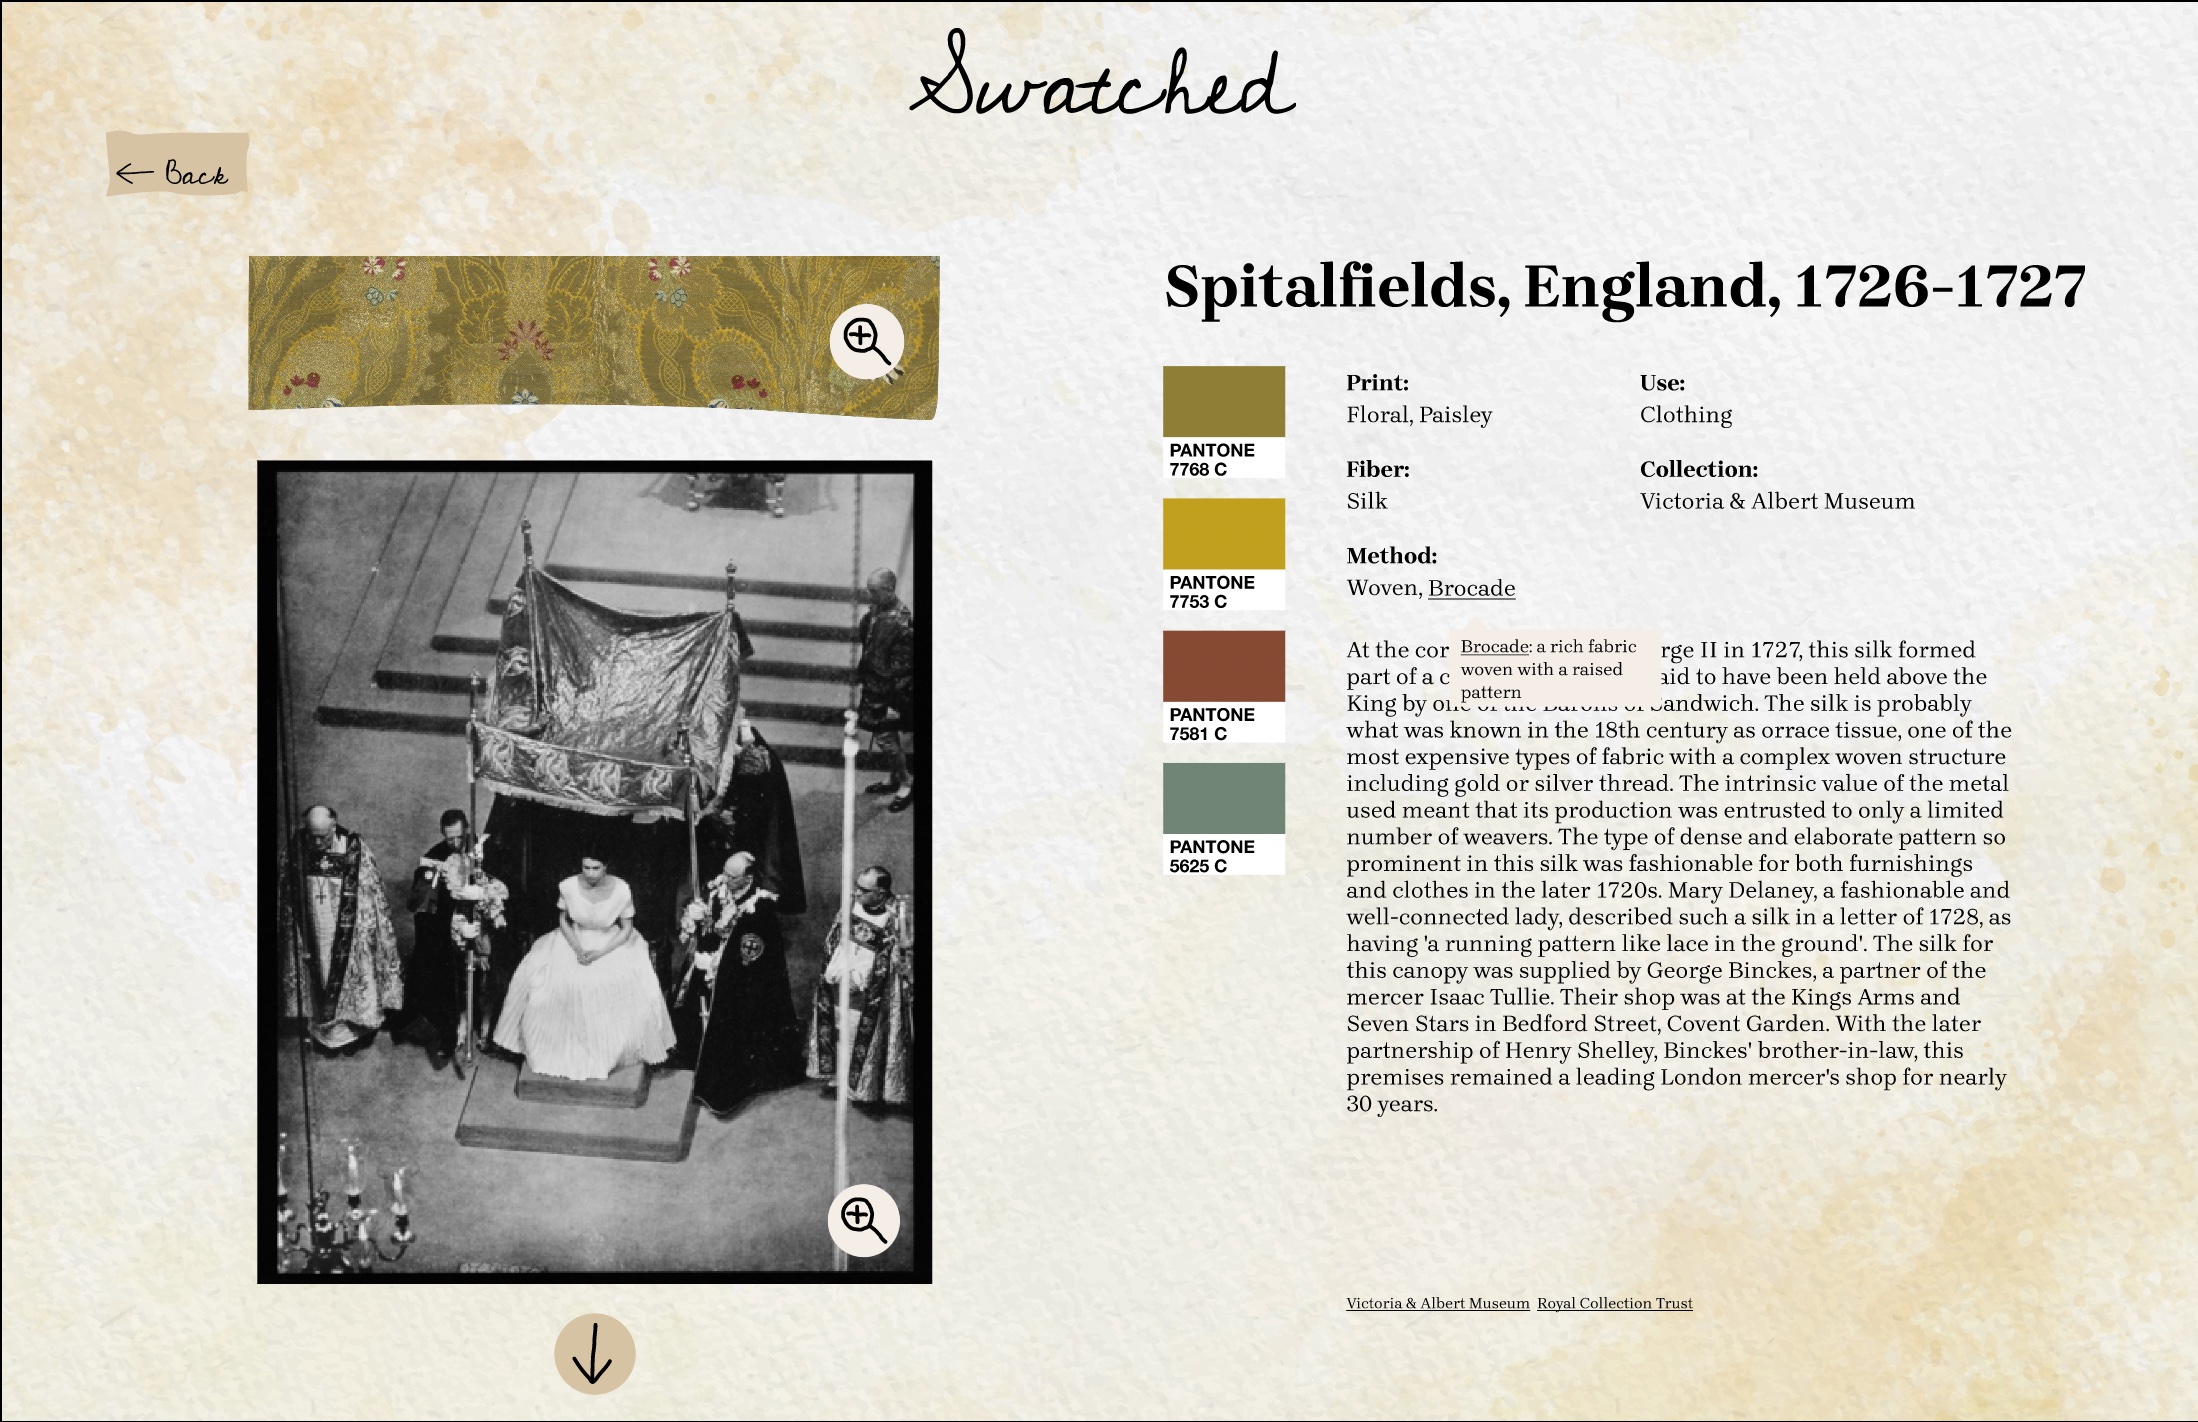 Swatched
← Back
Spitalfields, England, 1726-1727
PANTONE
7768 C
PANTONE
7753 C
PANTONE
7581 C
PANTONE
5625 C
Print:
Floral, Paisley
Use:
Clothing
Fiber:
Silk
Collection:
Victoria & Albert Museum
Method:
Woven, Brocade
Brocade: a rich fabric
woven with a raised
pattern
At the cor rge II in 1727, this silk formed
part of a c aid to have been held above the
King by one of the Barons of Sandwich. The silk is probably
what was known in the 18th century as orrace tissue, one of the
most expensive types of fabric with a complex woven structure
including gold or silver thread. The intrinsic value of the metal
used meant that its production was entrusted to only a limited
number of weavers. The type of dense and elaborate pattern so
prominent in this silk was fashionable for both furnishings
and clothes in the later 1720s. Mary Delaney, a fashionable and
well-connected lady, described such a silk in a letter of 1728, as
having 'a running pattern like lace in the ground'. The silk for
this canopy was supplied by George Binckes, a partner of the
mercer Isaac Tullie. Their shop was at the Kings Arms and
Seven Stars in Bedford Street, Covent Garden. With the later
partnership of Henry Shelley, Binckes' brother-in-law, this
premises remained a leading London mercer's shop for nearly
30 years.
Victoria & Albert Museum Royal Collection Trust